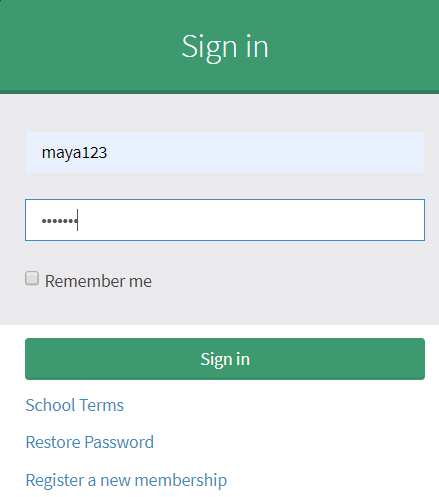 Sign in
maya123
•••••••
Remember me
Sign in
School Terms
Restore Password
Register a new membership